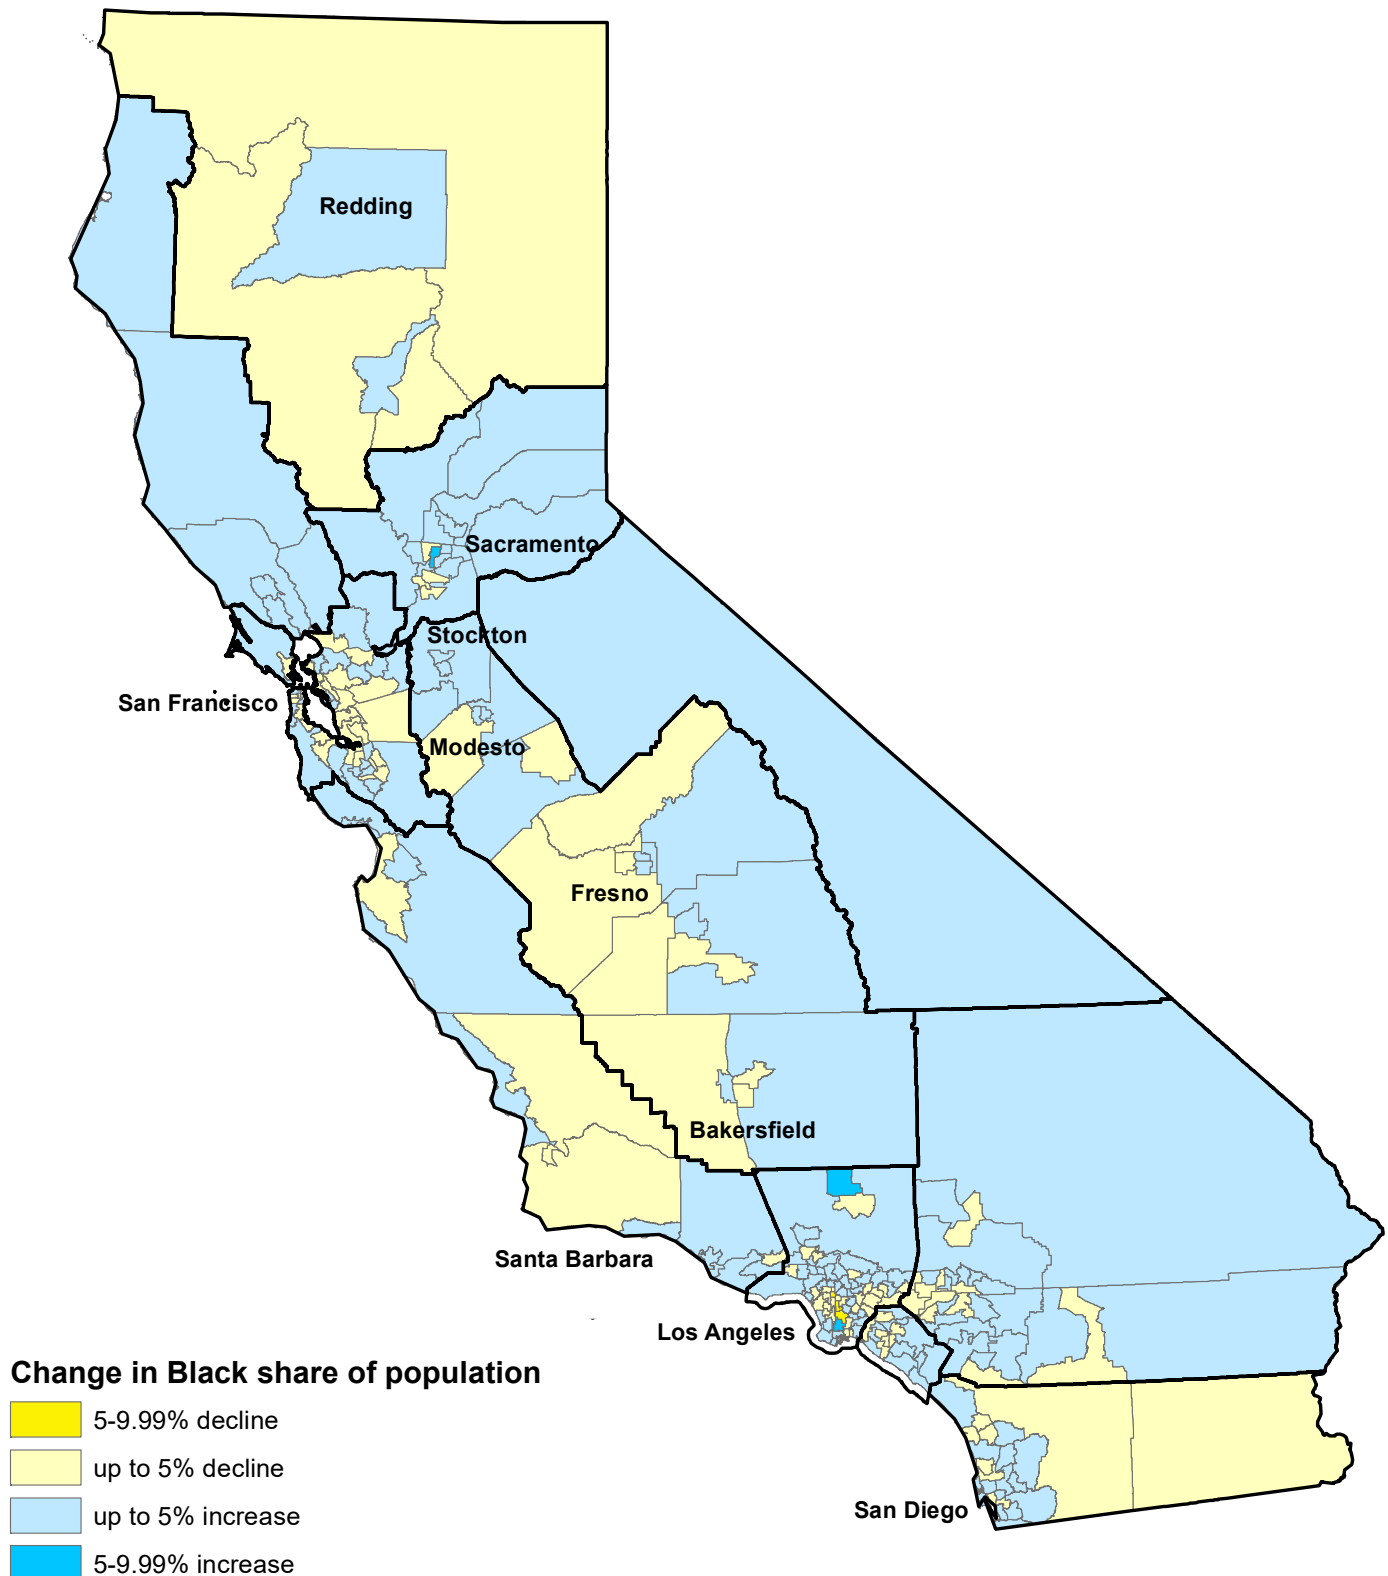 Redding
Sacramento
Stockton
San Francisco
Modesto
Fresno
Bakersfield
Santa Barbara
Los Angeles
Change in Black share of population
5-9.99% decline
up to 5% decline
up to 5% increase
San Diego
5-9.99% increase